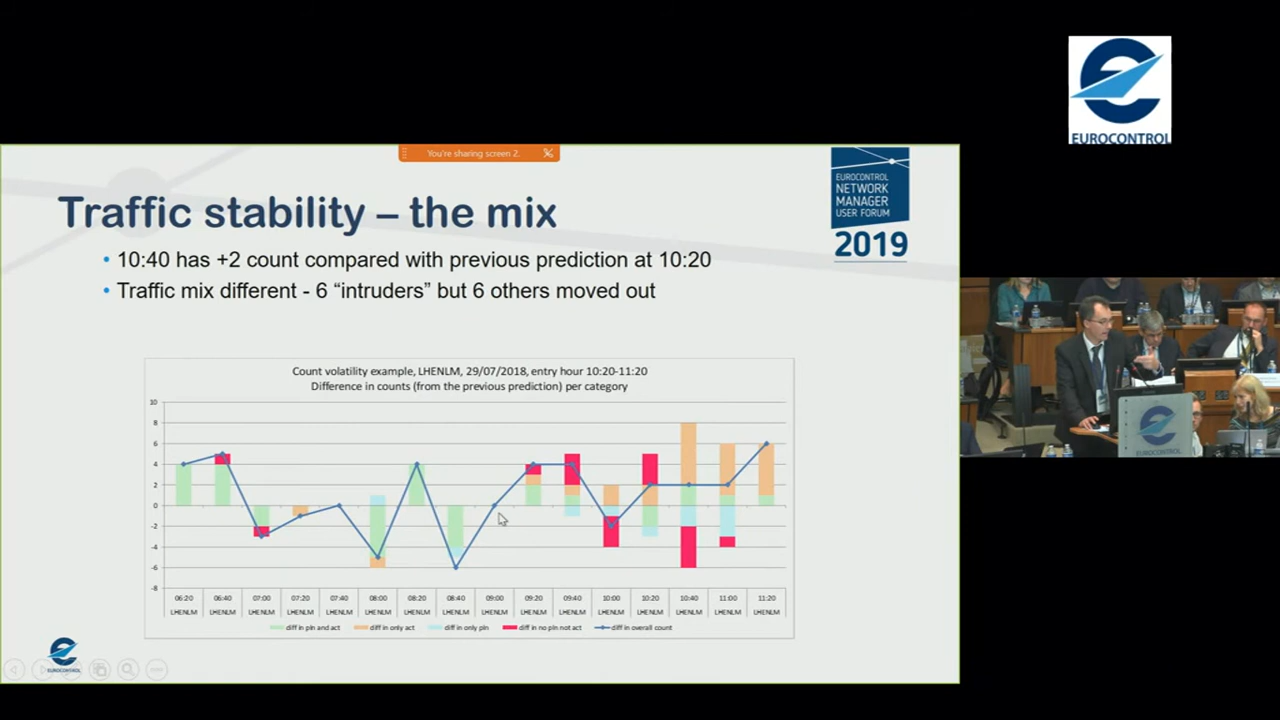 EUROCONTROL
You're sharing screen 2.
EUROCONTROL
NETWORK
MANAGER
USER FORUM
2019
Traffic stability – the mix
• 10:40 has +2 count compared with previous prediction at 10:20
• Traffic mix different - 6 “intruders” but 6 others moved out
Count volatility example, LHENLM, 29/07/2018, entry hour 10:20-11:20
Difference in counts (from the previous prediction) per category
10
8
6
4
2
0
-2
-4
-6
-8
06:20 06:40 07:00 07:20 07:40 08:00 08:20 08:40 09:00 09:20 09:40 10:00 10:20 10:40 11:00 11:20
LHENLM LHENLM LHENLM LHENLM LHENLM LHENLM LHENLM LHENLM LHENLM LHENLM LHENLM LHENLM LHENLM LHENLM LHENLM LHENLM
diff in pln and act diff in only act diff in only pln diff in no pln not act diff in overall count
EUROCONTROL